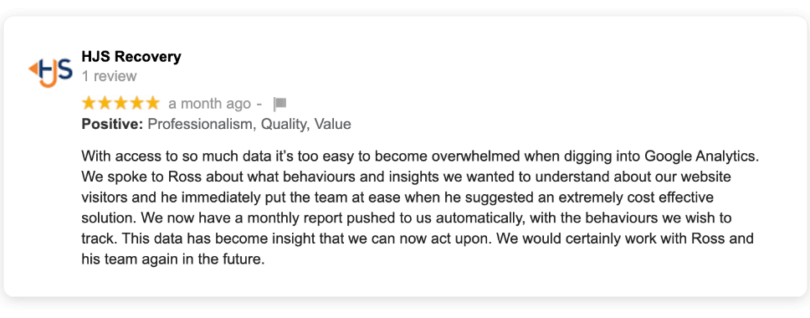 HJS
HJS Recovery
1 review
a month ago -
Positive: Professionalism, Quality, Value
With access to so much data it's too easy to become overwhelmed when digging into Google Analytics.
We spoke to Ross about what behaviours and insights we wanted to understand about our website
visitors and he immediately put the team at ease when he suggested an extremely cost effective
solution. We now have a monthly report pushed to us automatically, with the behaviours we wish to
track. This data has become insight that we can now act upon. We would certainly work with Ross and
his team again in the future.